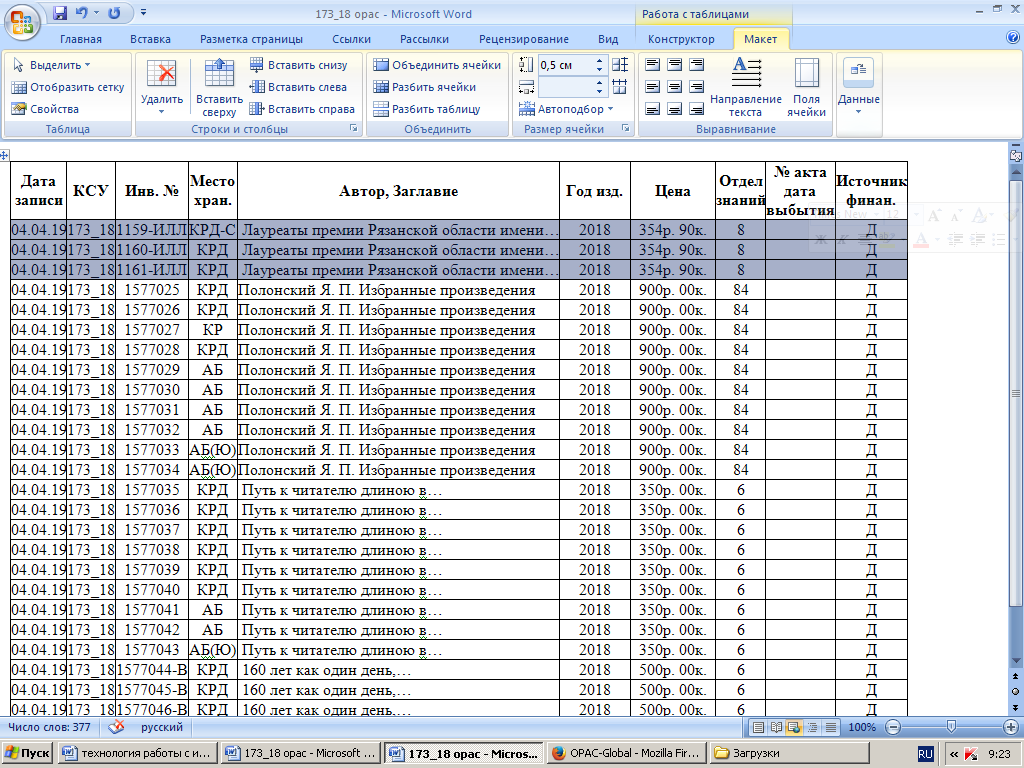 173_18 opac - Microsoft Word
Работа с таблицами
Главная Вставка Разметка страницы Ссылки Рассылки Рецензирование Вид Конструктор Макет
Выделить
Отобразить сетку
Свойства
Таблица
Удалить
Вставить сверху
Вставить снизу
Вставить слева
Вставить справа
Строки и столбцы
Объединить ячейки
Разбить ячейки
Разбить таблицу
Объединить
0,5 см
Автоподбор
Размер ячейки
Направление текста
Поля ячейки
Выравнивание
Данные
Дата записи КСУ Инв. № Место хран. Автор, Заглавие Год изд. Цена Отдел знаний № акта дата выбытия Источник финан.
04.04.19 173_18 1159-ИЛЛ КРД-С Лауреаты премии Рязанской области имени… 2018 354р. 90к. 8 Д
04.04.19 173_18 1160-ИЛЛ КРД Лауреаты премии Рязанской области имени… 2018 354р. 90к. 8 Д
04.04.19 173_18 1161-ИЛЛ КРД Лауреаты премии Рязанской области имени… 2018 354р. 90к. 8 Д
04.04.19 173_18 1577025 КРД Полонский Я. П. Избранные произведения 2018 900р. 00к. 84 Д
04.04.19 173_18 1577026 КРД Полонский Я. П. Избранные произведения 2018 900р. 00к. 84 Д
04.04.19 173_18 1577027 КР Полонский Я. П. Избранные произведения 2018 900р. 00к. 84 Д
04.04.19 173_18 1577028 КРД Полонский Я. П. Избранные произведения 2018 900р. 00к. 84 Д
04.04.19 173_18 1577029 АБ Полонский Я. П. Избранные произведения 2018 900р. 00к. 84 Д
04.04.19 173_18 1577030 АБ Полонский Я. П. Избранные произведения 2018 900р. 00к. 84 Д
04.04.19 173_18 1577031 АБ Полонский Я. П. Избранные произведения 2018 900р. 00к. 84 Д
04.04.19 173_18 1577032 АБ Полонский Я. П. Избранные произведения 2018 900р. 00к. 84 Д
04.04.19 173_18 1577033 АБ(Ю) Полонский Я. П. Избранные произведения 2018 900р. 00к. 84 Д
04.04.19 173_18 1577034 АБ(Ю) Полонский Я. П. Избранные произведения 2018 900р. 00к. 84 Д
04.04.19 173_18 1577035 КРД Путь к читателю длиною в… 2018 350р. 00к. 6 Д
04.04.19 173_18 1577036 КРД Путь к читателю длиною в… 2018 350р. 00к. 6 Д
04.04.19 173_18 1577037 КРД Путь к читателю длиною в… 2018 350р. 00к. 6 Д
04.04.19 173_18 1577038 КРД Путь к читателю длиною в… 2018 350р. 00к. 6 Д
04.04.19 173_18 1577039 КРД Путь к читателю длиною в… 2018 350р. 00к. 6 Д
04.04.19 173_18 1577040 КРД Путь к читателю длиною в… 2018 350р. 00к. 6 Д
04.04.19 173_18 1577041 АБ Путь к читателю длиною в… 2018 350р. 00к. 6 Д
04.04.19 173_18 1577042 АБ Путь к читателю длиною в… 2018 350р. 00к. 6 Д
04.04.19 173_18 1577043 АБ(Ю) Путь к читателю длиною в… 2018 350р. 00к. 6 Д
04.04.19 173_18 1577044-В КРД 160 лет как один день,… 2018 500р. 00к. 6 Д
04.04.19 173_18 1577045-В КРД 160 лет как один день,… 2018 500р. 00к. 6 Д
04.04.19 173_18 1577046-В КРД 160 лет как один день,… 2018 500р. 00к. 6 Д
Число слов: 377 русский 100%
Пуск технология работы с и... 173_18 opac - Microsoft ... 173_18 opac - Micros... OPAC-Global - Mozilla Fir... Загрузки RU « 9:23